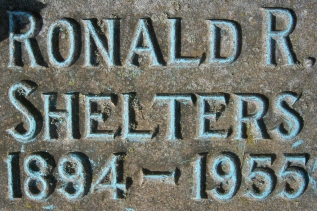 RONALD R.
SHELTERS
1894 - 1955